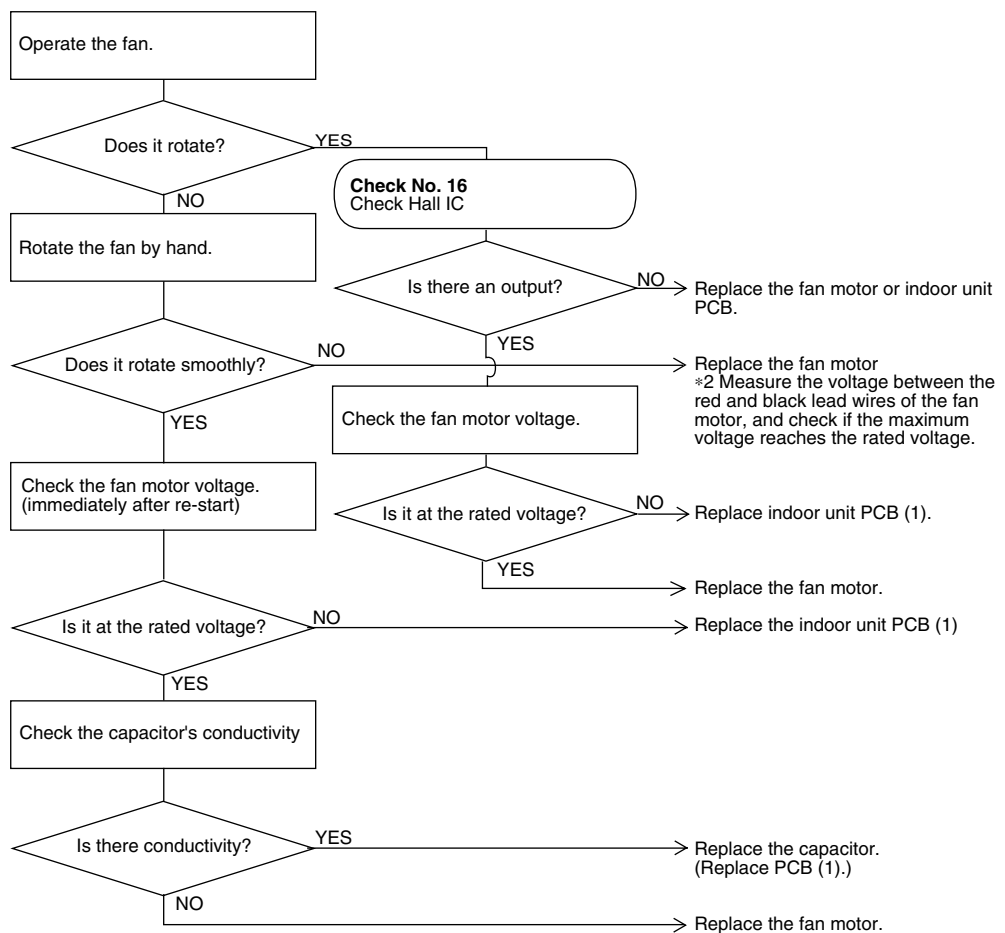 Operate the fan.
Does it rotate?
YES
NO
Check No. 16
Check Hall IC
Rotate the fan by hand.
Is there an output?
NO
Replace the fan motor or indoor unit
PCB.
YES
Does it rotate smoothly?
NO
Replace the fan motor
*2 Measure the voltage between the
red and black lead wires of the fan
motor, and check if the maximum
voltage reaches the rated voltage.
YES
Check the fan motor voltage.
Check the fan motor voltage.
(immediately after re-start)
Is it at the rated voltage?
NO
Replace indoor unit PCB (1).
YES
Replace the fan motor.
Is it at the rated voltage?
NO
Replace the indoor unit PCB (1)
YES
Check the capacitor's conductivity
Is there conductivity?
YES
Replace the capacitor.
(Replace PCB (1).)
NO
Replace the fan motor.